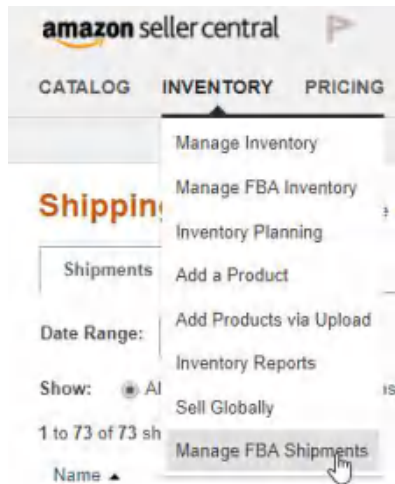 amazon seller central
CATALOG INVENTORY PRICING
Manage Inventory
Manage FBA Inventory
Shipping
Inventory Planning
Shipments
Add a Product
Date Range:
Add Products via Upload
Inventory Reports
Show: Al
Sell Globally
1 to 73 of 73 sh
Manage FBA Shipments
Name